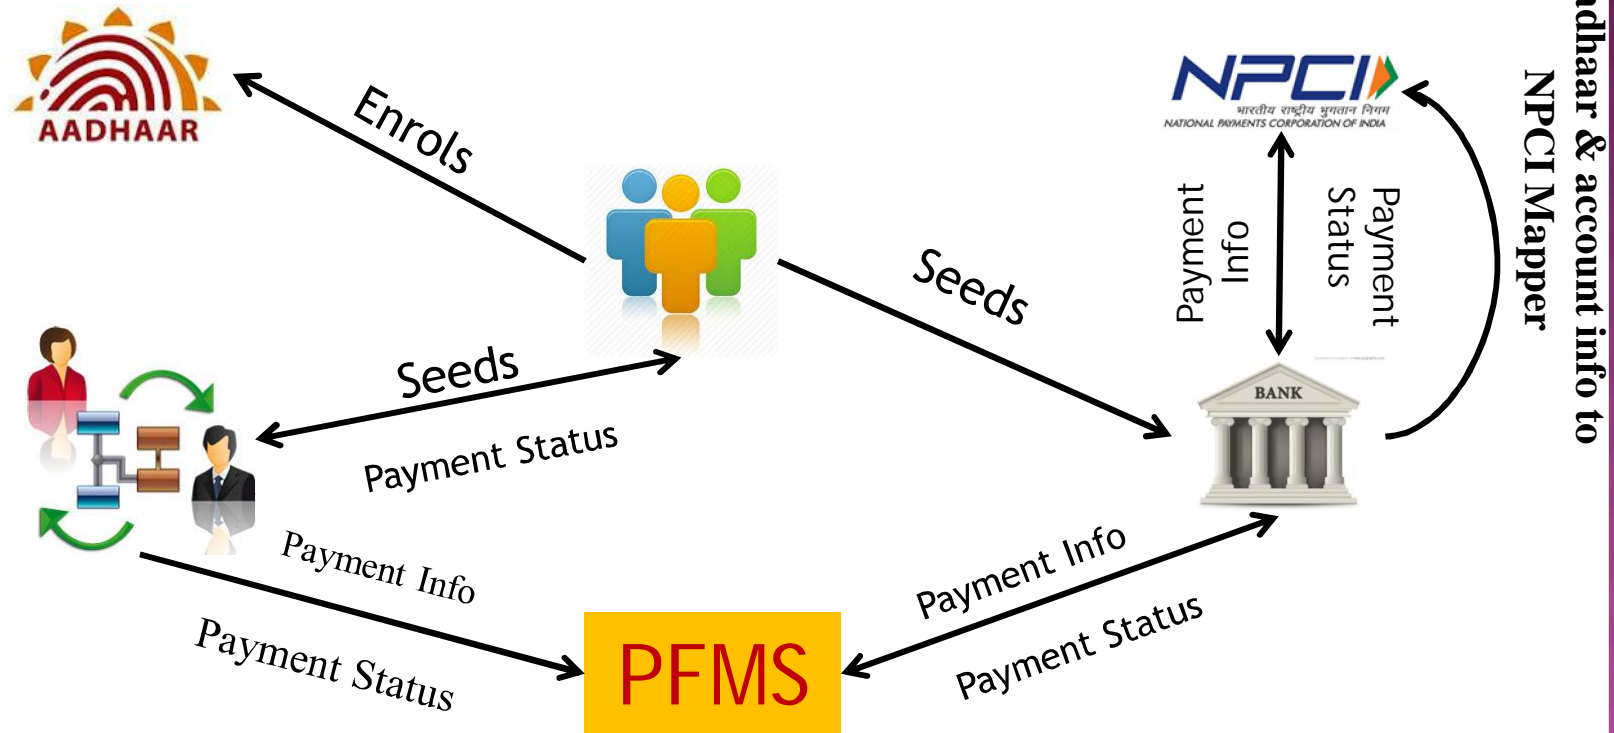 AADHAAR
Enrols
NPCI
भारतीय राष्ट्रीय भुगतान निगम
NATIONAL PAYMENTS CORPORATION OF INDIA
Payment
Info
Payment
Status
adhaar & account info to
NPCI Mapper
Seeds
BANK
Seeds
Payment Status
Payment Info
Payment Status
PFMS
Payment Info
Payment Status